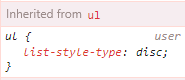 Inherited from ul
ul { user
list-style-type: disc;
}